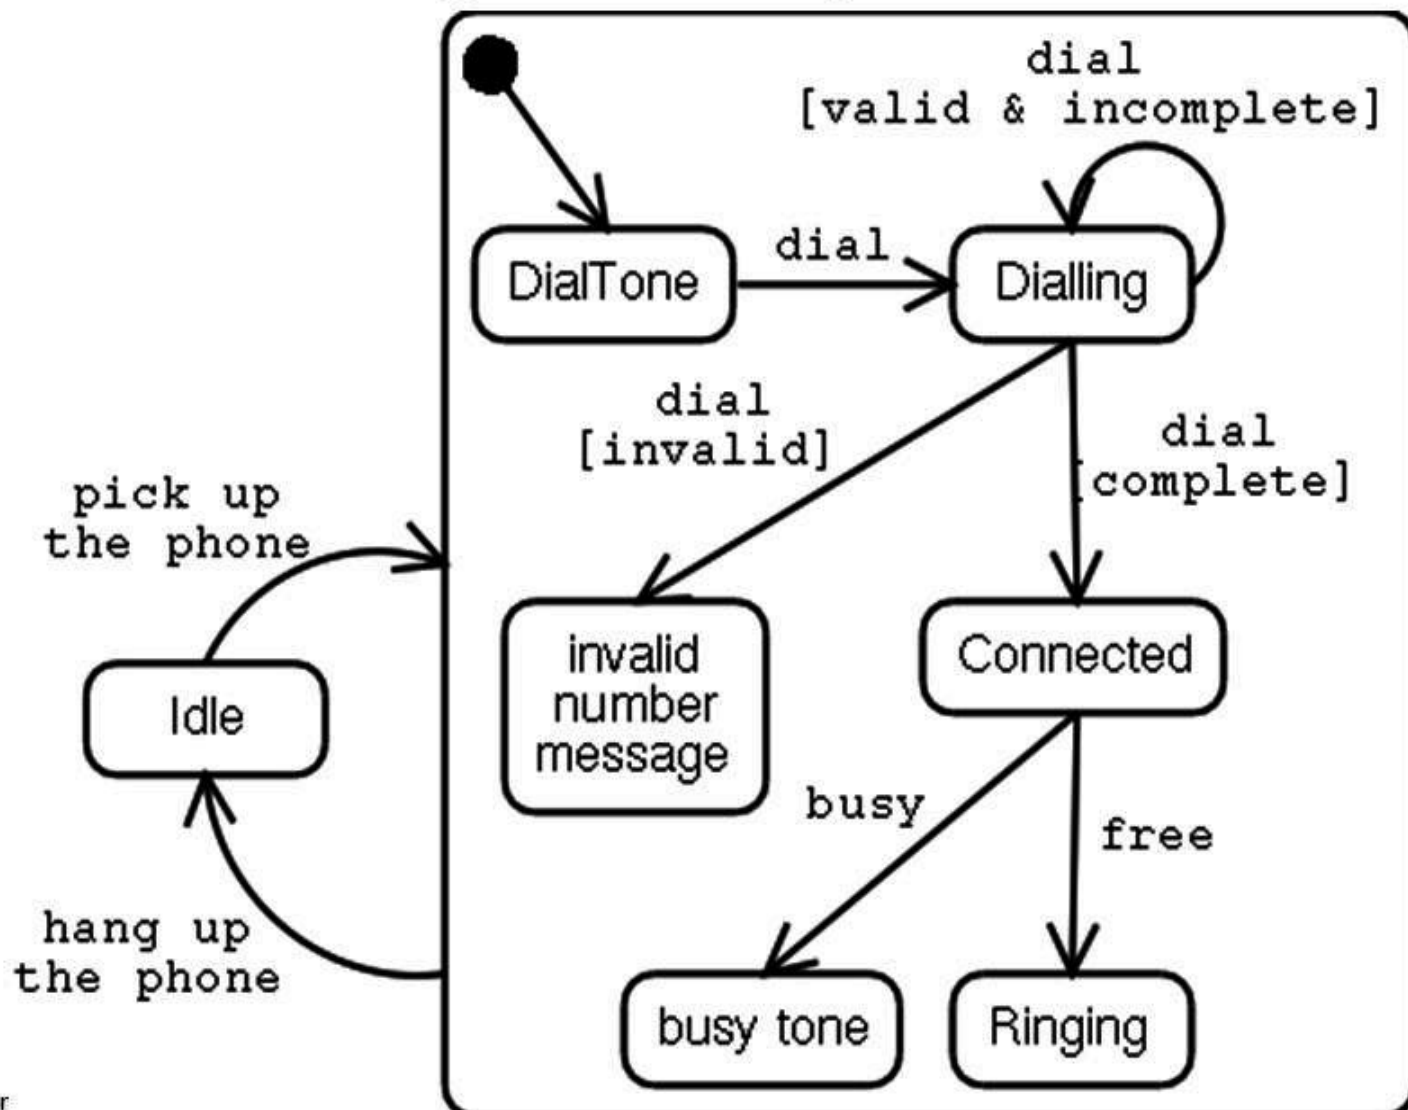 dial
[valid & incomplete]
DialTone
dial
Dialling
dial
[invalid]
dial
[complete]
pick up
the phone
Idle
invalid
number
message
Connected
busy
free
hang up
the phone
busy tone
Ringing
r